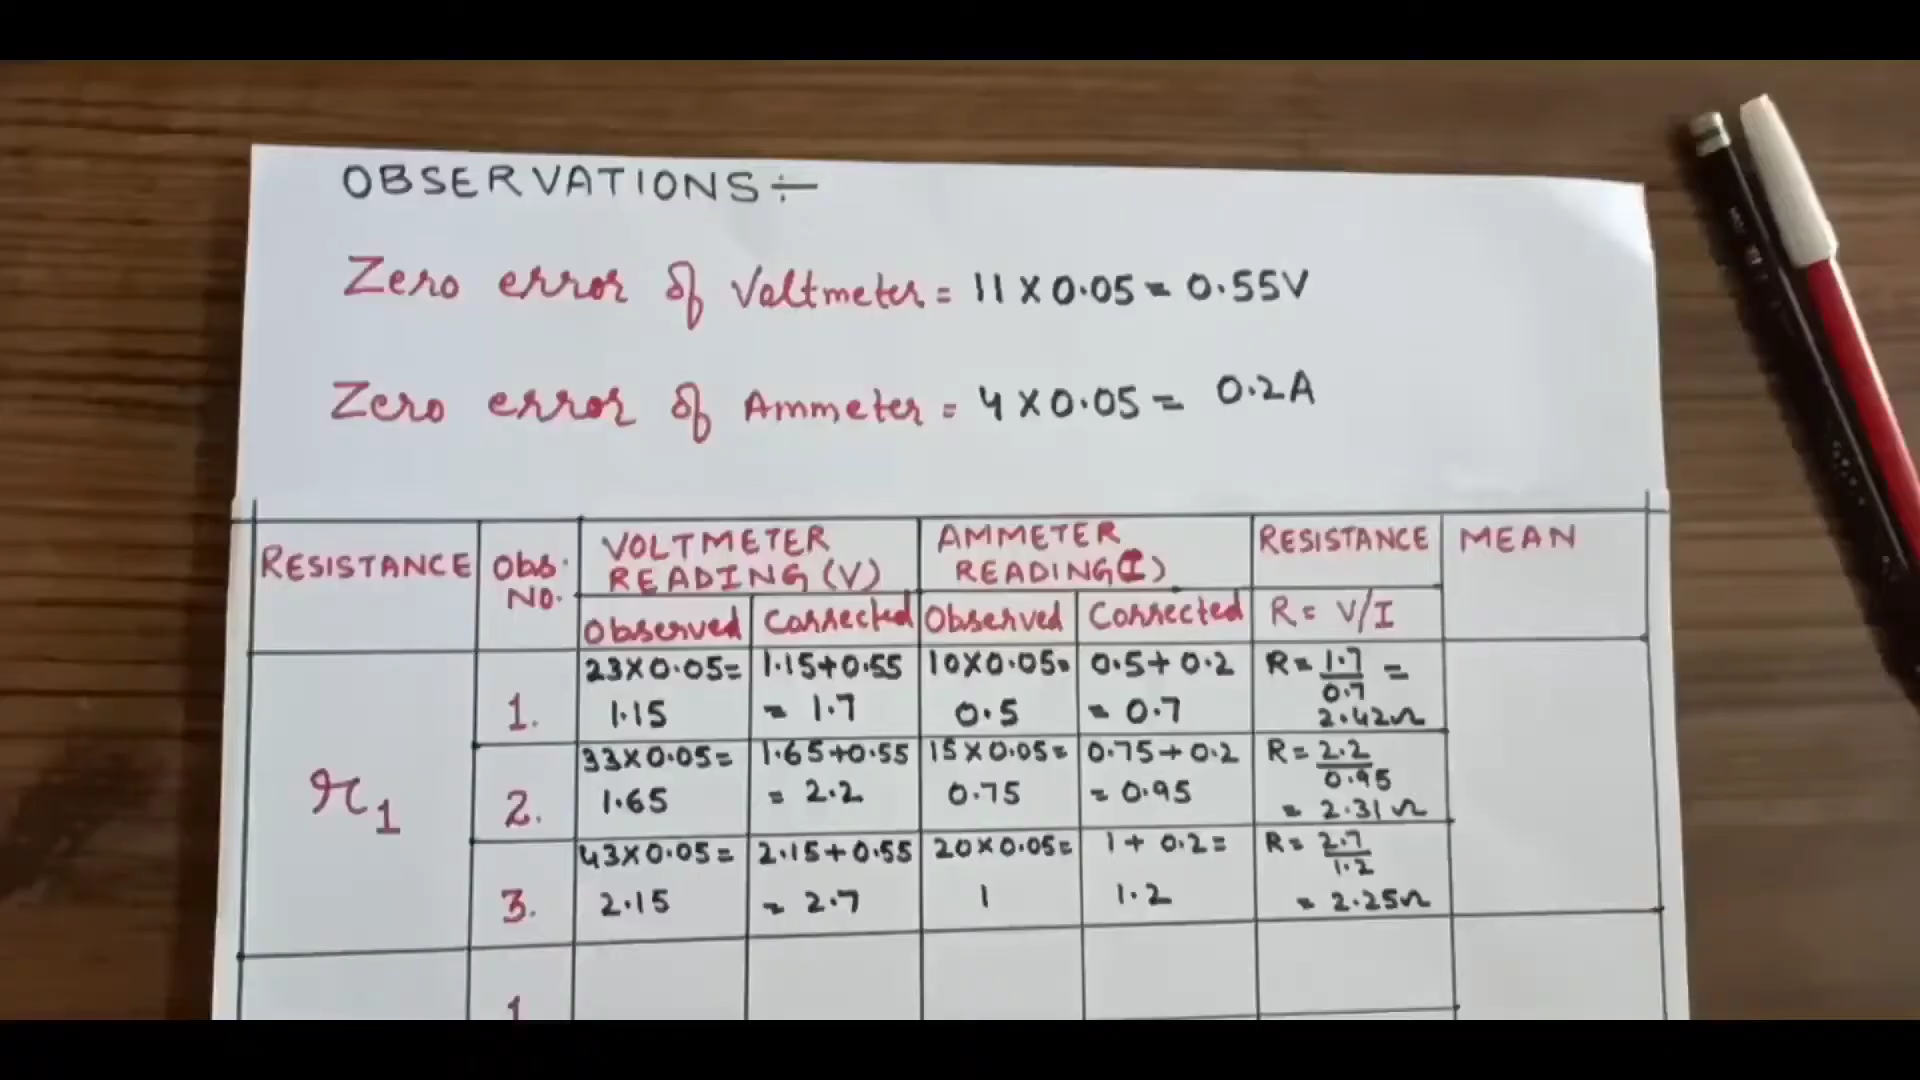 OBSERVATIONS ÷
Zero error of Voltmeter = 11 X 0.05 = 0.55V
Zero error of Ammeter = 4 X 0.05 = 0.2A
RESISTANCE
Obs. NO.
VOLTMETER READING (V)
AMMETER READING (I)
RESISTANCE
MEAN
Observed
Corrected
Observed
Corrected
R = V/I
r1
1.
23X0.05= 1.15
1.15+0.55 = 1.7
10X0.05= 0.5
0.5+0.2 = 0.7
R = 1.7/0.7 = 2.42Ω
2.
33X0.05= 1.65
1.65+0.55 = 2.2
15X0.05= 0.75
0.75+0.2 = 0.95
R = 2.2/0.95 = 2.31Ω
3.
43X0.05= 2.15
2.15+0.55 = 2.7
20X0.05= 1
1+0.2= 1.2
R = 2.7/1.2 = 2.25Ω
1